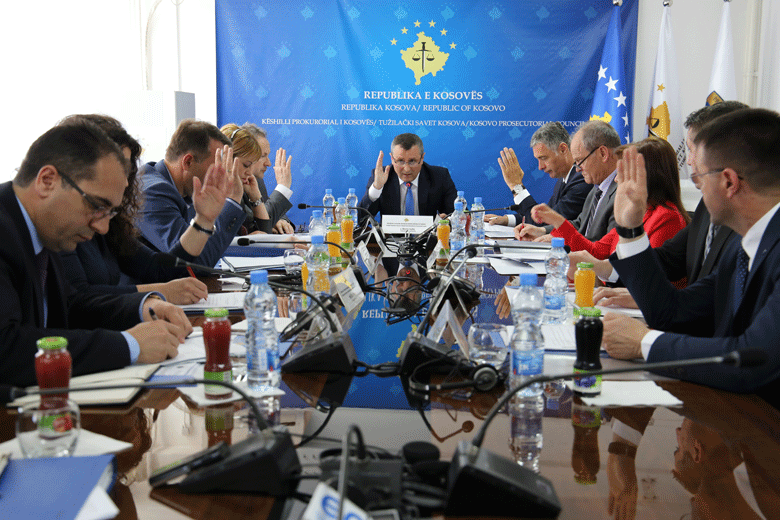 REPUBLIKA E KOSOVËS
REPUBLIKA KOSOVA/ REPUBLIC OF KOSOVO
KËSHILLI PROKURORIAL I KOSOVËS/ TUŽILAČKI SAVET KOSOVA/KOSOVO PROSECUTORIAL COUNCIL